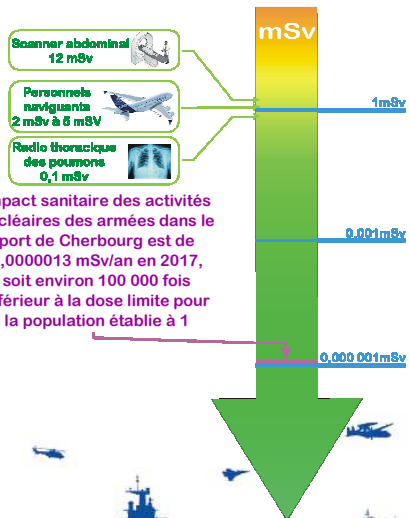 mSv
Scanner abdominal
12 mSv
Personnels
naviguants
2 mSv à 5 mSV
Radio thoracique
des poumons
0,1 mSv
1mSv
0.001mSv
0,000 001mSv
mpact sanitaire des activités
cléaires des armées dans le
port de Cherbourg est de
,0000013 mSv/an en 2017,
soit environ 100 000 fois
férieur à la dose limite pour
la population établie à 1